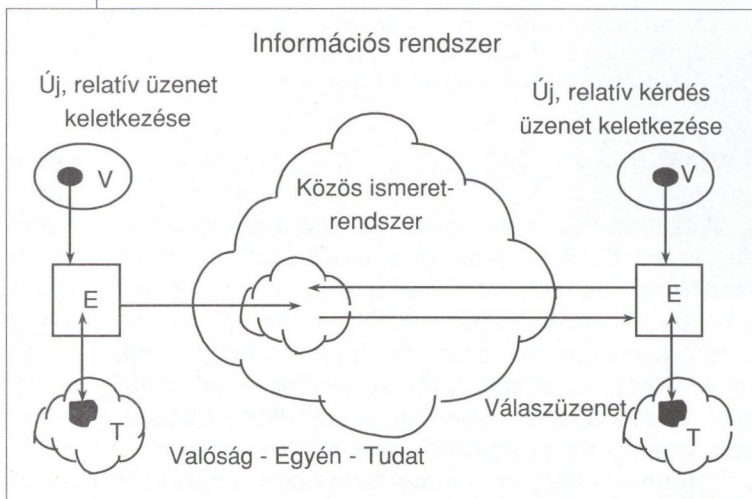 Információs rendszer
Új, relatív üzenet
keletkezése
Új, relatív kérdés
üzenet keletkezése
V
V
Közös ismeret-
rendszer
E
E
Válaszüzenet
T
T
Valóság - Egyén - Tudat